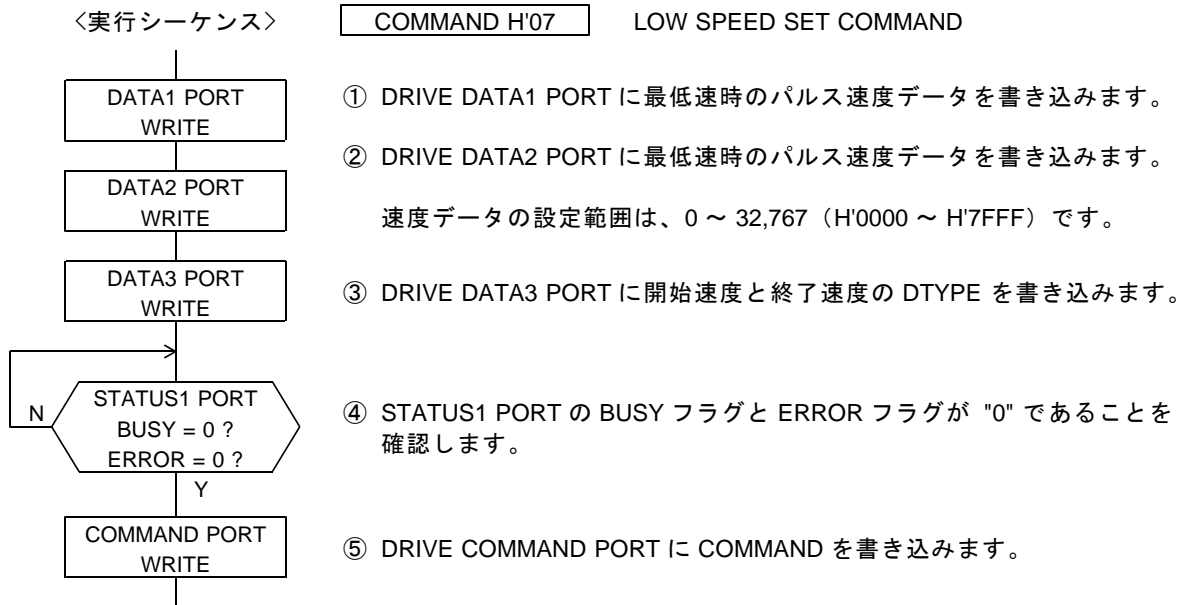 〈実行シーケンス〉 COMMAND H'07 LOW SPEED SET COMMAND
DATA1 PORT
WRITE
① DRIVE DATA1 PORT に最低速時のパルス速度データを書き込みます。
② DRIVE DATA2 PORT に最低速時のパルス速度データを書き込みます。
DATA2 PORT
WRITE
速度データの設定範囲は、0 ～ 32,767（H'0000 ～ H'7FFF）です。
DATA3 PORT
WRITE
③ DRIVE DATA3 PORT に開始速度と終了速度の DTYPE を書き込みます。
N
STATUS1 PORT
BUSY = 0 ?
ERROR = 0 ?
④ STATUS1 PORT の BUSY フラグと ERROR フラグが "0" であることを
確認します。
Y
COMMAND PORT
WRITE
⑤ DRIVE COMMAND PORT に COMMAND を書き込みます。